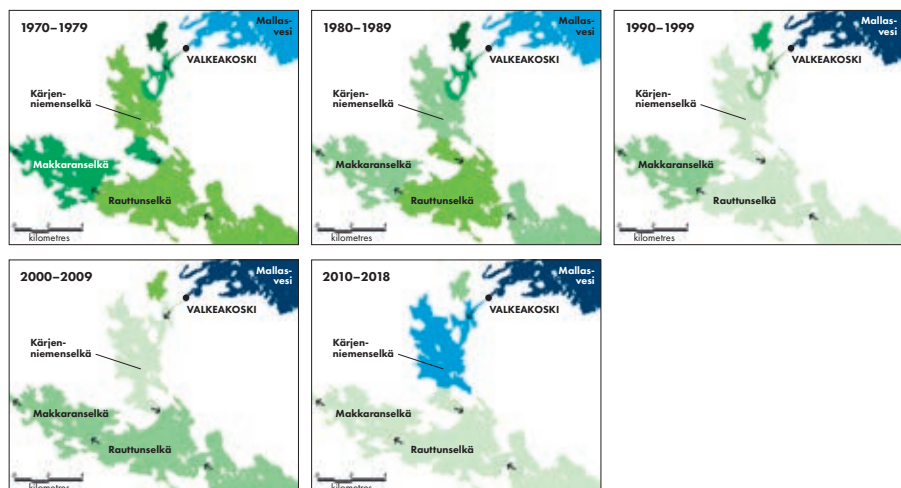 1970–1979
Mallas-
vesi
VALKEAKOSKI
Kärjen-
niemenselkä
Makkaranselkä
Rauttunselkä
kilometres
1980–1989
Mallas-
vesi
VALKEAKOSKI
Kärjen-
niemenselkä
Makkaranselkä
Rauttunselkä
kilometres
1990–1999
Mallas-
vesi
VALKEAKOSKI
Kärjen-
niemenselkä
Makkaranselkä
Rauttunselkä
kilometres
2000–2009
Mallas-
vesi
VALKEAKOSKI
Kärjen-
niemenselkä
Makkaranselkä
Rauttunselkä
kilometres
2010–2018
Mallas-
vesi
VALKEAKOSKI
Kärjen-
niemenselkä
Makkaranselkä
Rauttunselkä
kilometres